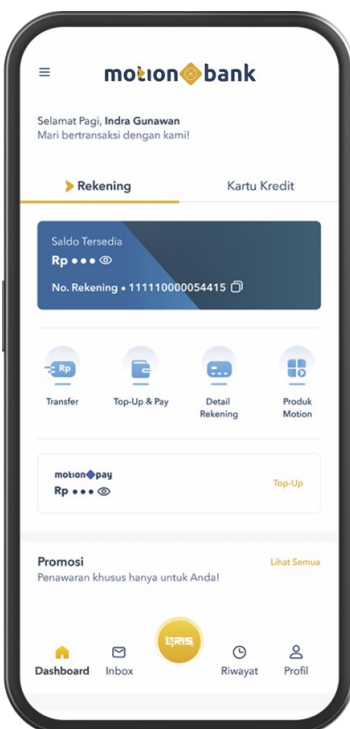 motion bank
Selamat Pagi, Indra Gunawan
Mari bertransaksi dengan kami!
Rekening
Kartu Kredit
Saldo Tersedia
Rp •••
No. Rekening • 111110000054415
Rp
Transfer
Top-Up & Pay
Detail
Rekening
Produk
Motion
motion pay
Rp •••
Top-Up
Promosi
Lihat Semua
Penawaran khusus hanya untuk Anda!
QRIS
Dashboard
Inbox
Riwayat
Profil